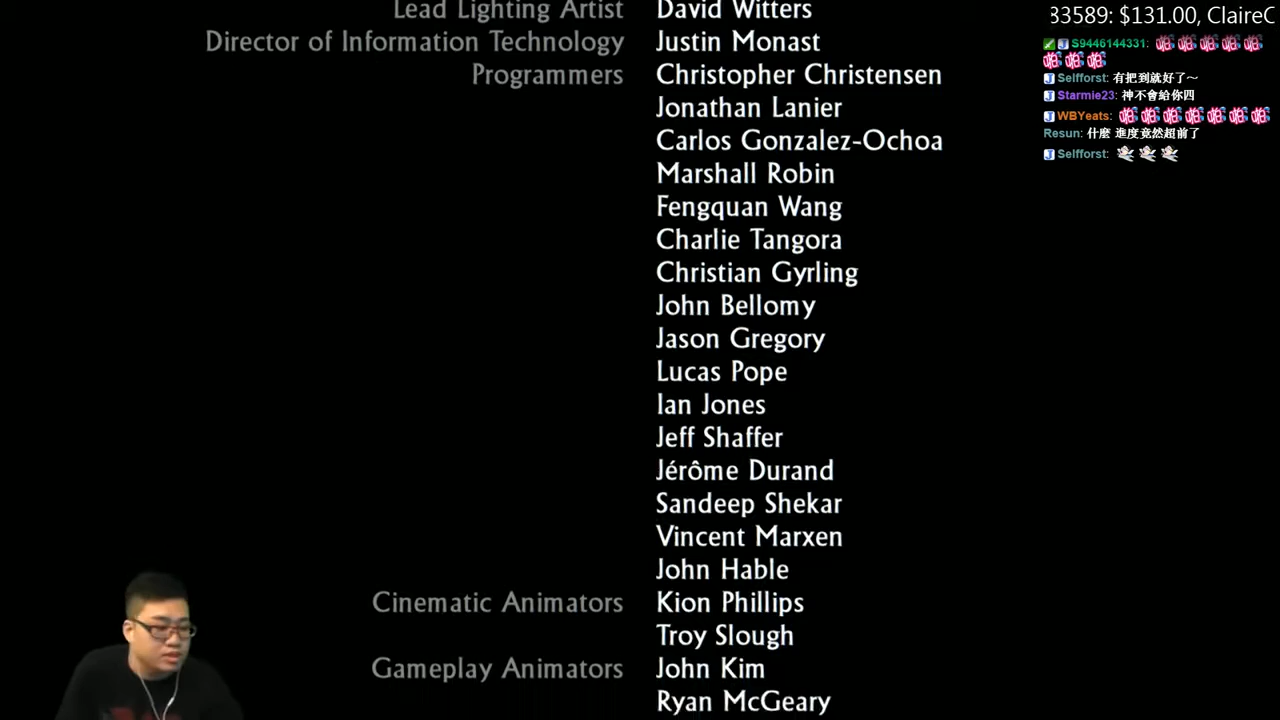 Lead Lighting Artist David Witters
Director of Information Technology Justin Monast
Programmers Christopher Christensen
Jonathan Lanier
Carlos Gonzalez-Ochoa
Marshall Robin
Fengquan Wang
Charlie Tangora
Christian Gyrling
John Bellomy
Jason Gregory
Lucas Pope
Ian Jones
Jeff Shaffer
Jérôme Durand
Sandeep Shekar
Vincent Marxen
John Hable
Cinematic Animators Kion Phillips
Troy Slough
Gameplay Animators John Kim
Ryan McGeary
33589: $131.00, ClaireC
S9446144331:
Selfforst: 有把到就好了~
Starmie23: 神不會給你四
WBYeats:
Resun: 什麼 進度竟然超前了
Selfforst: